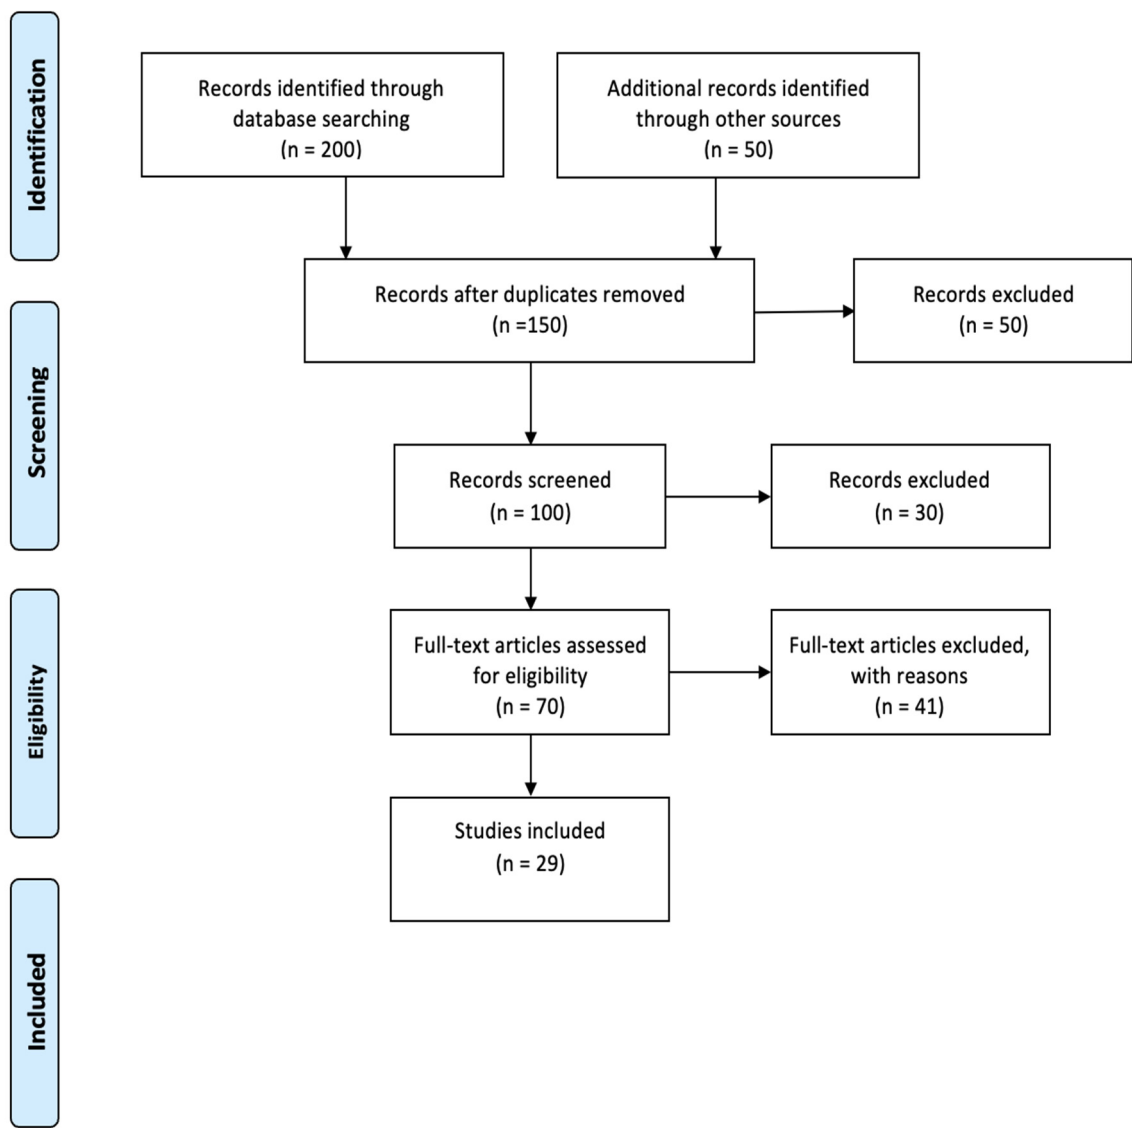 Identification
Records identified through
database searching
(n = 200)
Additional records identified
through other sources
(n = 50)
Records after duplicates removed
(n =150)
Records excluded
(n = 50)
Screening
Records screened
(n = 100)
Records excluded
(n = 30)
Eligibility
Full-text articles assessed
for eligibility
(n = 70)
Full-text articles excluded,
with reasons
(n = 41)
Studies included
(n = 29)
Included